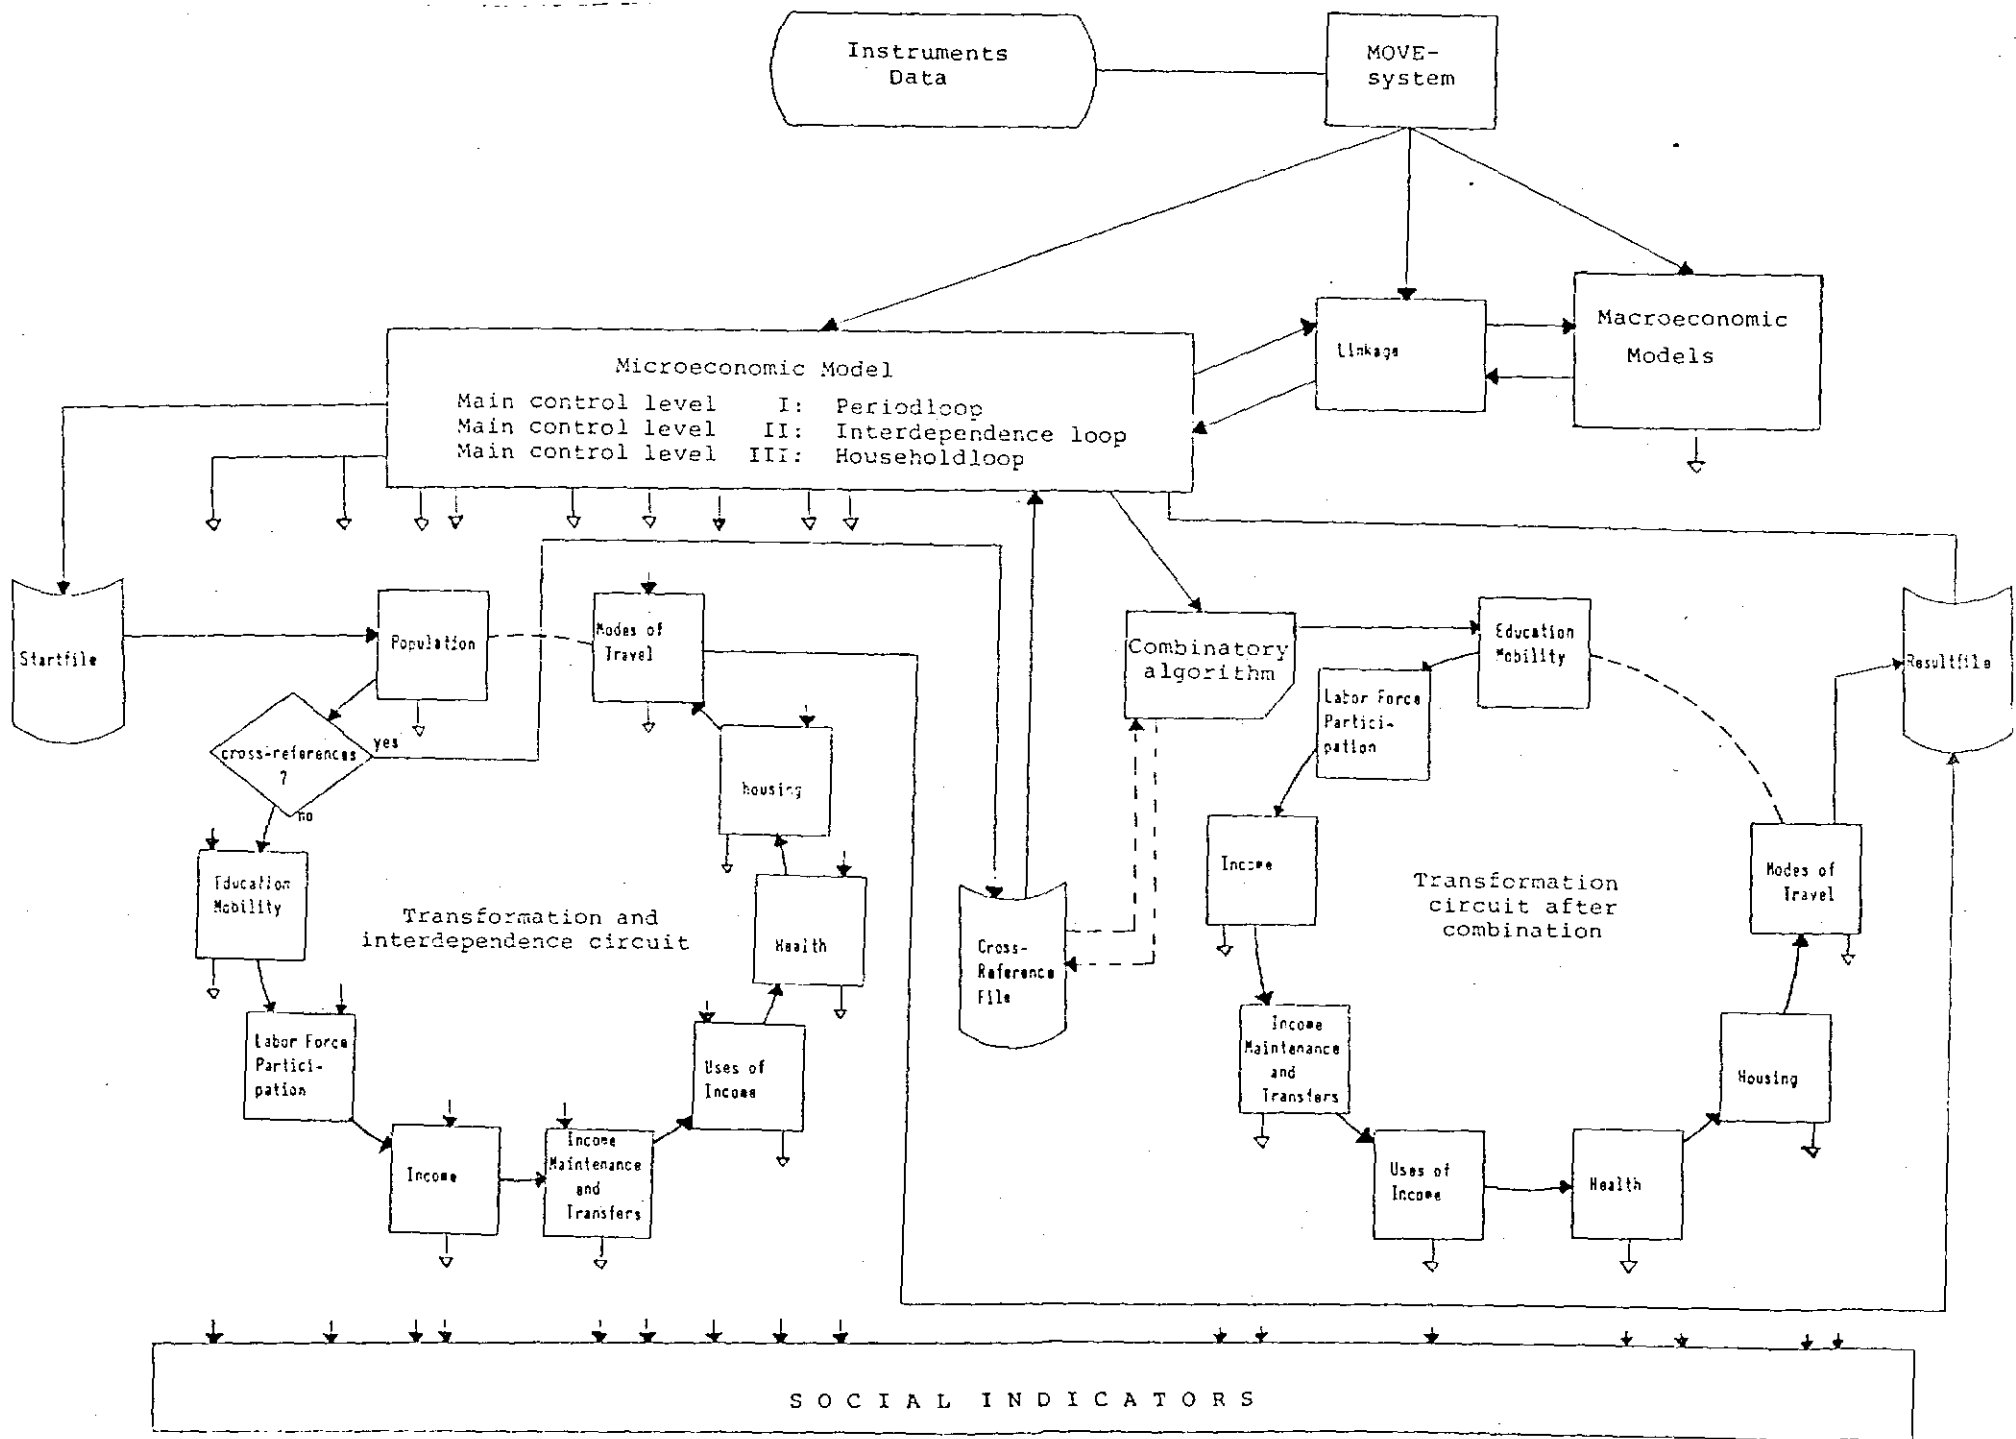 Instruments
Data
MOVE-
system
Microeconomic Model
Main control level I: Periodloop
Main control level II: Interdependence loop
Main control level III: Householdloop
Linkage
Macroeconomic
Models
Startfile
Population
Modes of
Travel
cross-references
?
yes
no
housing
Education
Mobility
Transformation and
interdependence circuit
Health
Labor Force
Partici-
pation
Uses of
Income
Income
Income
Maintenance
and
Transfers
Cross-
Reference
File
Combinatory
algorithm
Education
Mobility
Labor Force
Partici-
pation
Resultfile
Income
Transformation
circuit after
combination
Modes of
Travel
Income
Maintenance
and
Transfers
Housing
Uses of
Income
Health
SOCIAL INDICATORS